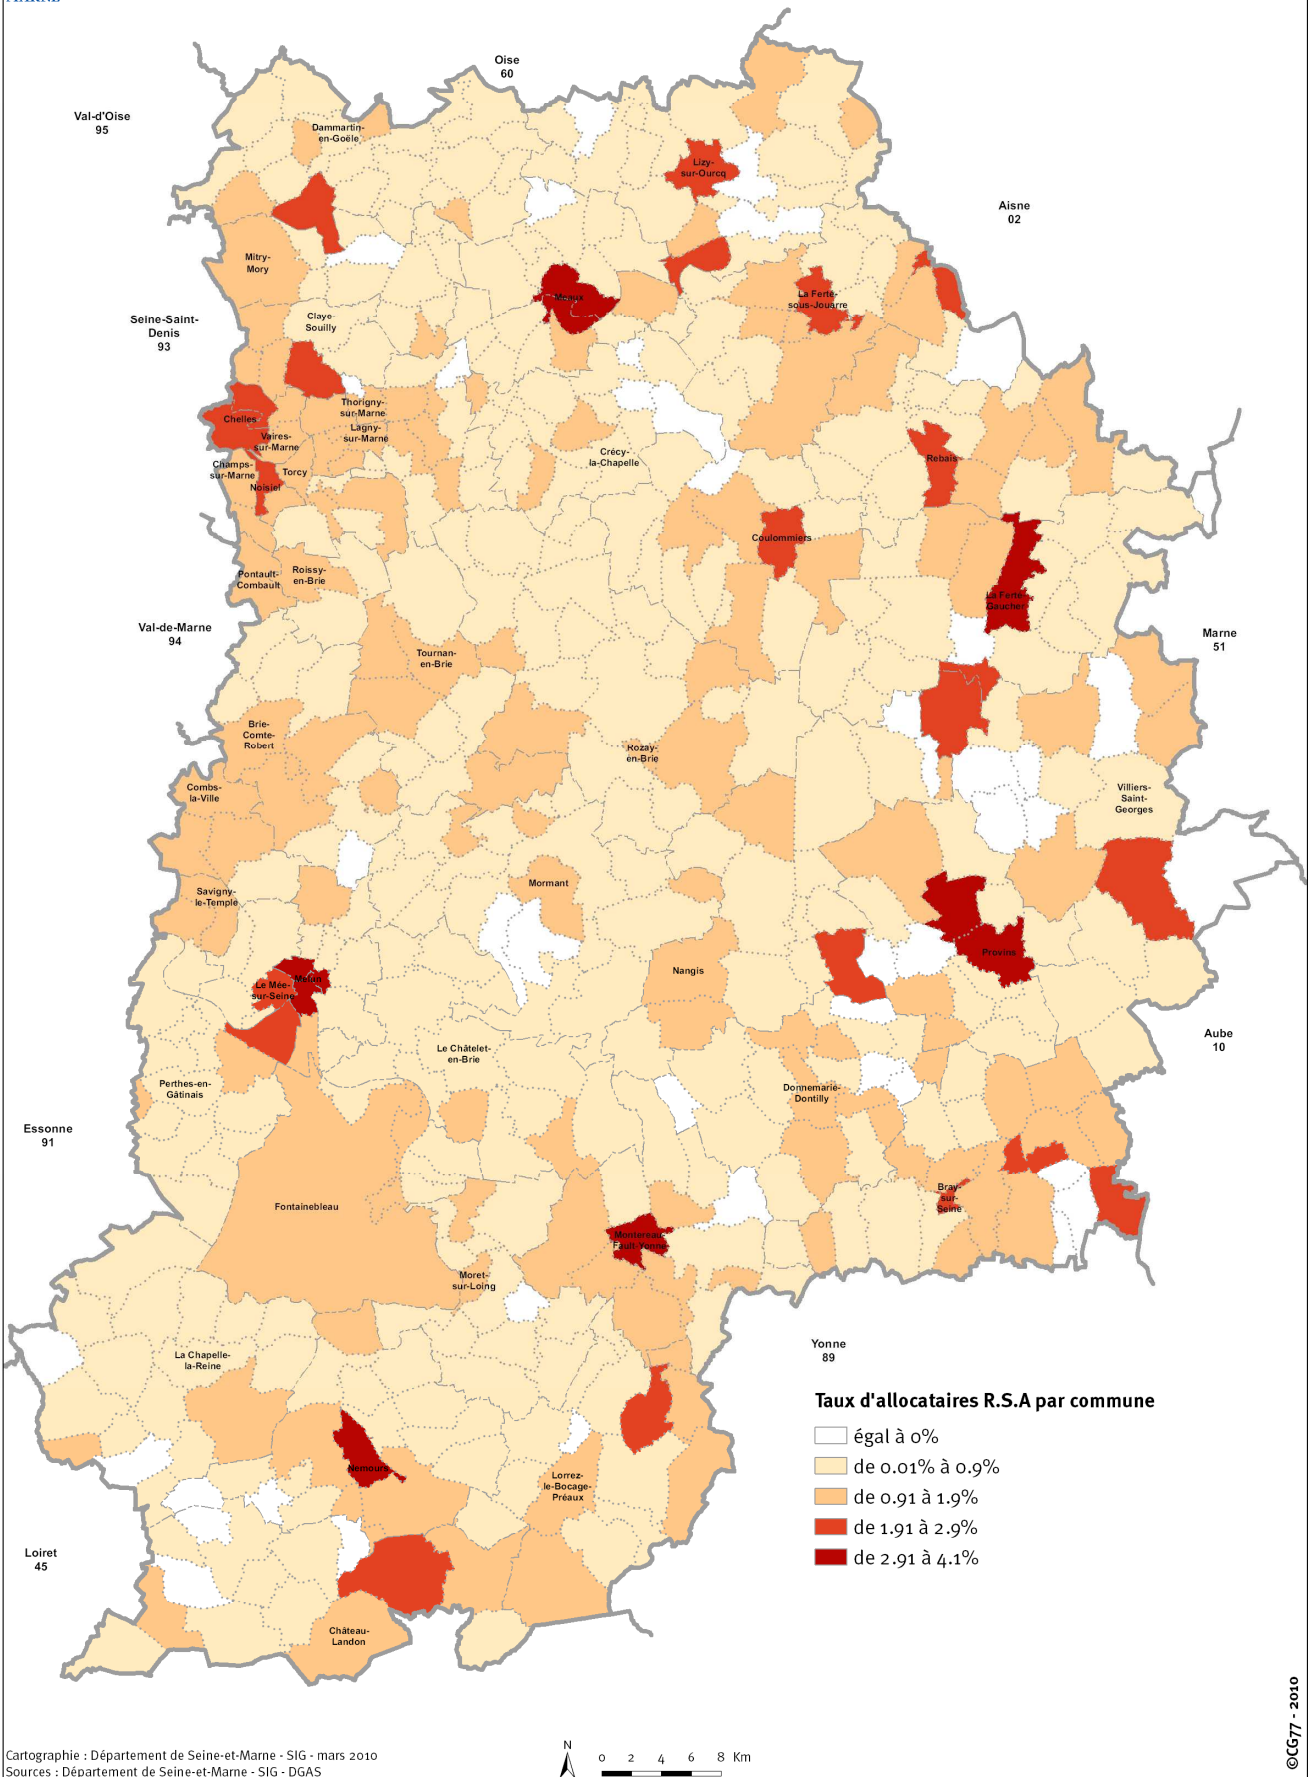 MARNE
Oise
60
Val-d'Oise
95
Dammartin-
en-Goële
Lizy-
sur-Ourcq
Aisne
02
Mitry-
Mory
Meaux
La Ferté-
sous-Jouarre
Claye-
Souilly
Seine-Saint-
Denis
93
Thorigny-
sur-Marne
Chelles
Lagny-
sur-Marne
Vaires-
sur-Marne
Crécy-
la-Chapelle
Rebais
Champs-
sur-Marne
Torcy
Noisiel
Coulommiers
Roissy-
en-Brie
Pontault-
Combault
La Ferté-
Gaucher
Val-de-Marne
94
Marne
51
Tournan-
en-Brie
Brie-
Comte-
Robert
Rozay-
en-Brie
Combs-
la-Ville
Villiers-
Saint-
Georges
Mormant
Savigny-
le-Temple
Provins
Nangis
Melun
Le Mée-
sur-Seine
Aube
10
Le Châtelet-
en-Brie
Perthes-en-
Gâtinais
Donnemarie-
Dontilly
Essonne
91
Bray-
sur-
Seine
Fontainebleau
Montereau-
Fault-Yonne
Moret-
sur-Loing
Yonne
89
La Chapelle-
la-Reine
Nemours
Lorrez-
le-Bocage-
Préaux
Loiret
45
Château-
Landon
Taux d'allocataires R.S.A par commune
égal à 0%
de 0.01% à 0.9%
de 0.91 à 1.9%
de 1.91 à 2.9%
de 2.91 à 4.1%
©CG77 - 2010
Cartographie : Département de Seine-et-Marne - SIG - mars 2010
Sources : Département de Seine-et-Marne - SIG - DGAS
N
0 2 4 6 8 Km